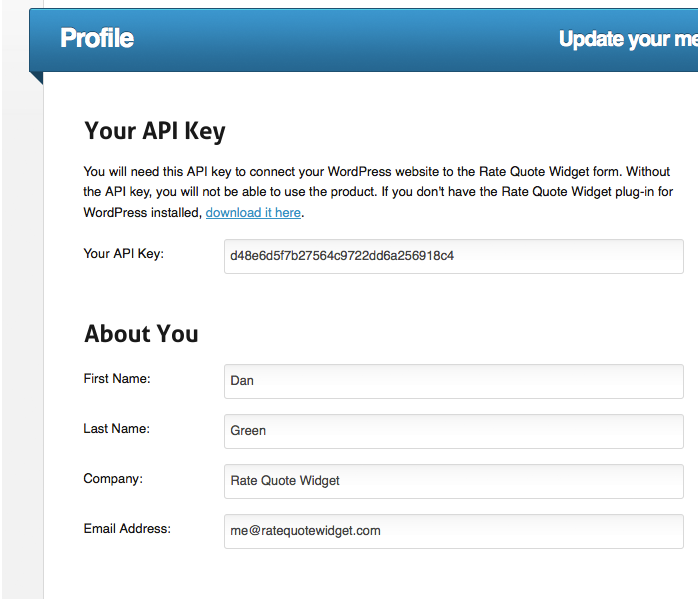 Profile
Update your me
Your API Key
You will need this API key to connect your WordPress website to the Rate Quote Widget form. Without
the API key, you will not be able to use the product. If you don't have the Rate Quote Widget plug-in for
WordPress installed, download it here.
Your API Key: d48e6d5f7b27564c9722dd6a256918c4
About You
First Name: Dan
Last Name: Green
Company: Rate Quote Widget
Email Address: me@ratequotewidget.com